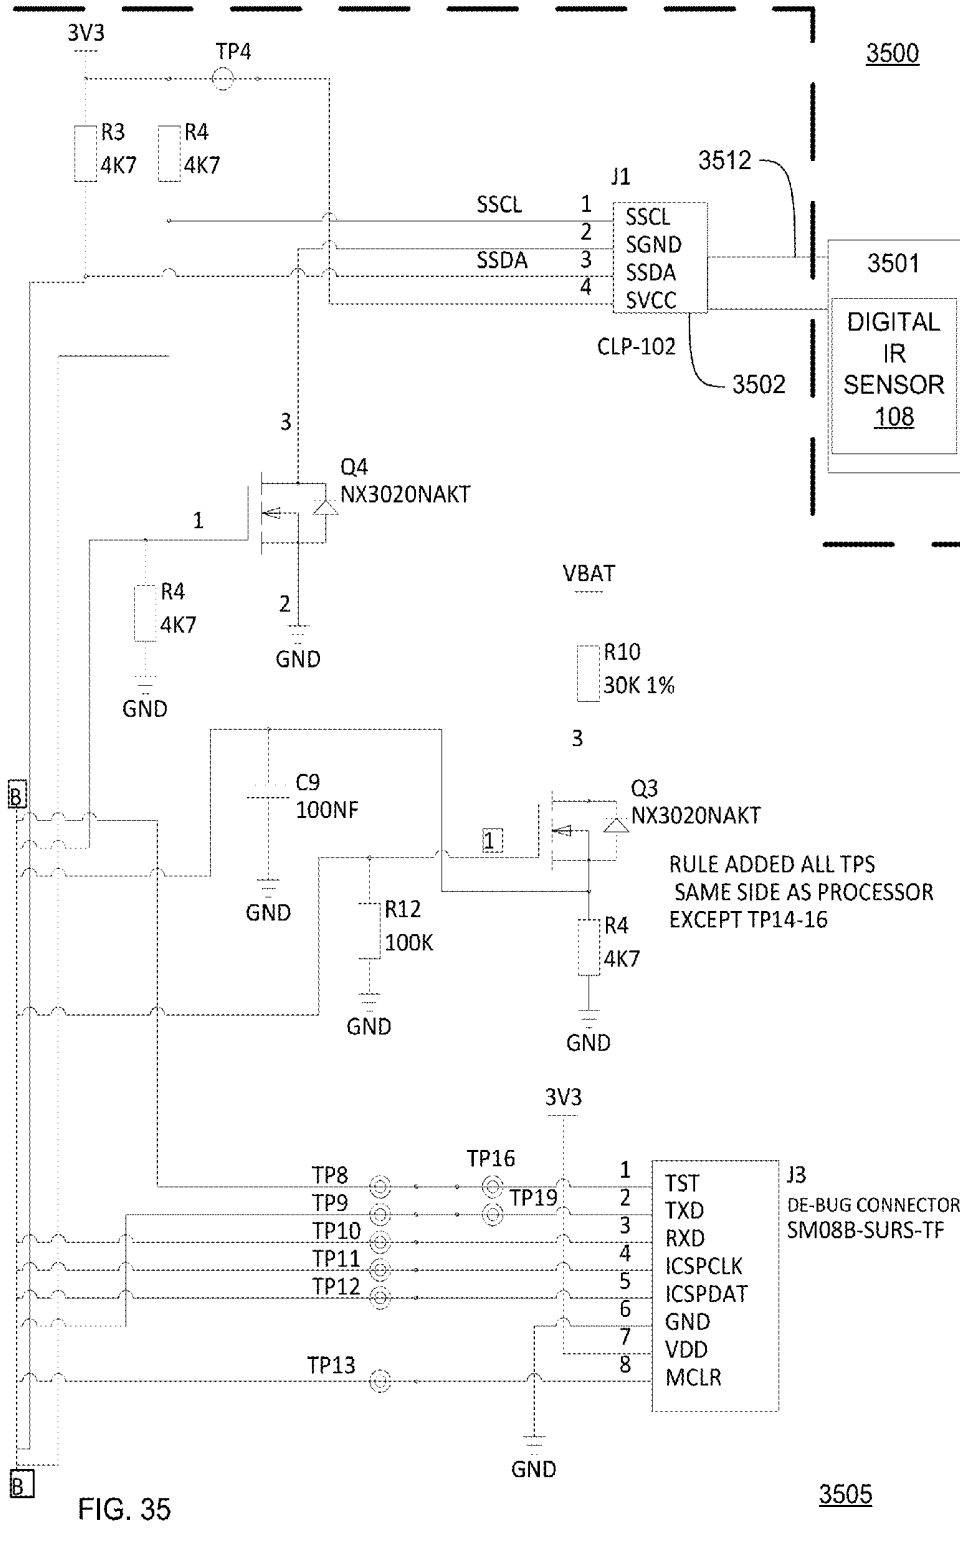 3V3
TP4
3500
R3
4K7
R4
4K7
3512
J1
SSCL
1
SSCL
2
SGND
SSDA
3
SSDA
4
SVCC
3501
DIGITAL
IR
SENSOR
108
CLP-102
3502
3
Q4
NX3020NAKT
1
R4
4K7
2
GND
GND
VBAT
R10
30K 1%
3
B
C9
100NF
Q3
NX3020NAKT
1
RULE ADDED ALL TPS
SAME SIDE AS PROCESSOR
EXCEPT TP14-16
GND
R12
100K
R4
4K7
GND
GND
3V3
TP8
TP16
1
TST
J3
TP9
TP19
2
TXD
DE-BUG CONNECTOR
SM08B-SURS-TF
TP10
3
RXD
TP11
4
ICSPCLK
TP12
5
ICSPDAT
6
GND
7
VDD
TP13
8
MCLR
GND
B
FIG. 35
3505